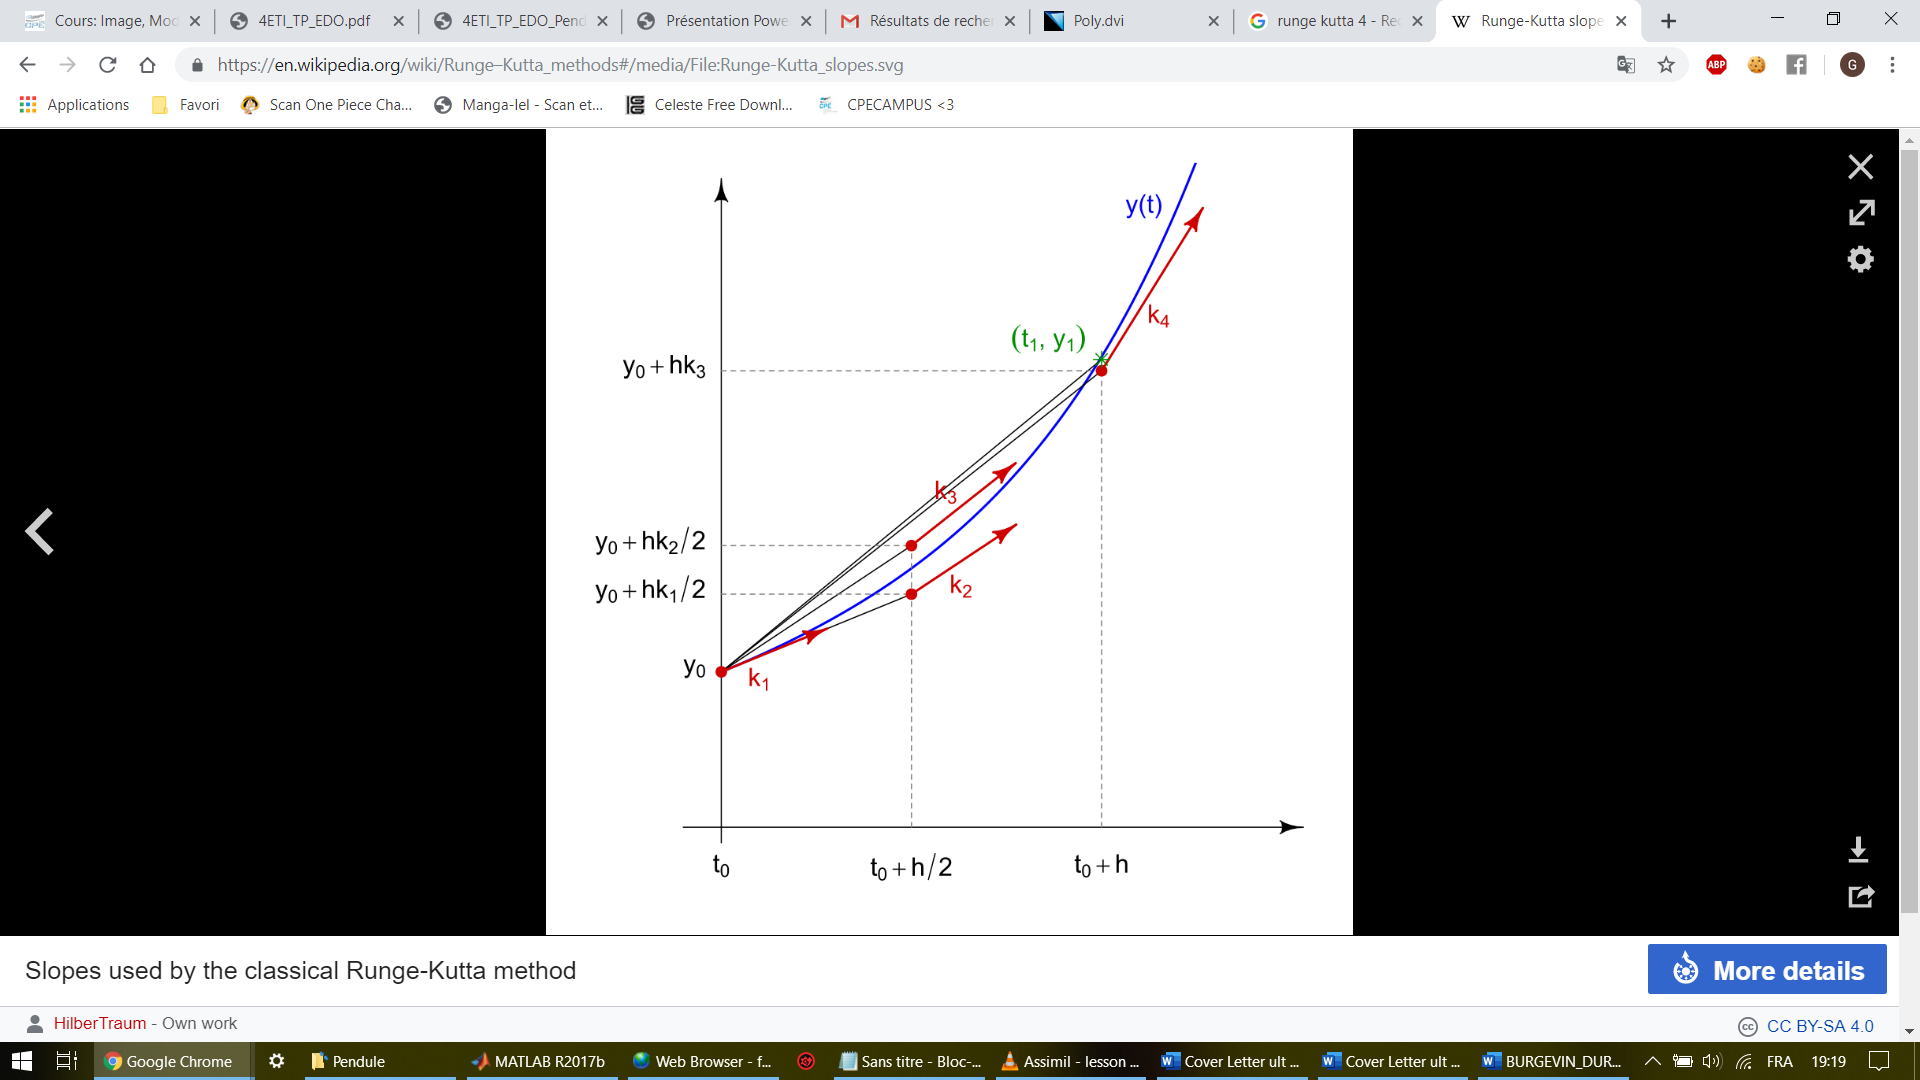 Cours: Image, Mod
4ETI_TP_EDO.pdf
4ETI_TP_EDO_Pend
Présentation Powe
Résultats de recher
Poly.dvi
runge kutta 4 - Rec
Runge-Kutta slope
https://en.wikipedia.org/wiki/Runge–Kutta_methods#/media/File:Runge-Kutta_slopes.svg
ABP
G
Applications
Favori
Scan One Piece Cha...
Manga-lel - Scan et...
Celeste Free Downl...
CPECAMPUS <3
y(t)
k₄
(t₁, y₁)
y₀ + hk₃
k₃
y₀ + hk₂/2
y₀ + hk₁/2
k₂
y₀
k₁
t₀
t₀ + h/2
t₀ + h
Slopes used by the classical Runge-Kutta method
More details
HilberTraum - Own work
cc CC BY-SA 4.0
Google Chrome
Pendule
MATLAB R2017b
Web Browser - f...
Sans titre - Bloc-...
Assimil - lesson ...
Cover Letter ult ...
Cover Letter ult ...
BURGEVIN_DUR...
FRA
19:19